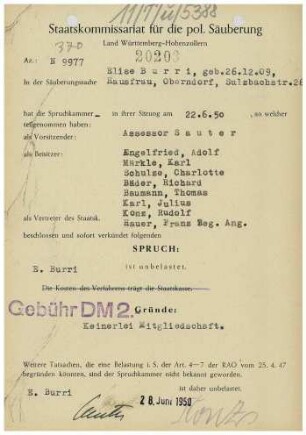 11/7/ü/5388
Staatskommissariat für die pol. Säuberung
370
Land Württemberg-Hohenzollern
20203
Az.: N 9977
Elise Burri, geb.26.12.09,
In der Säuberungssache Hausfrau, Oberndorf, Sulzbachstr.26
hat die Spruchkammer in ihrer Sitzung am 22.6.50, an welcher
teilgenommen haben:
als Vorsitzender: Assessor Sauter
als Beisitzer: Engelfried, Adolf
Märkle, Karl
Schulze, Charlotte
Bäder, Richard
Baumann, Thomas
Karl, Julius
als Vertreter des Staatsk. Konz, Rudolf
Hauer, Franz Reg. Ang.
beschlossen und sofort verkündet folgenden
SPRUCH:
E. Burri ist unbelastet.
Die Kosten des Verfahrens trägt die Staatskasse.
Gebühr DM 2.
Gründe:
Keinerlei Mitgliedschaft.
Weitere Tatsachen, die eine Belastung i. S. der Art. 4—7 der RAO vom 25. 4. 47
begründen könnten, sind der Spruchkammer nicht bekannt geworden.
E. Burri ist daher unbelastet.
28. Juni 1950